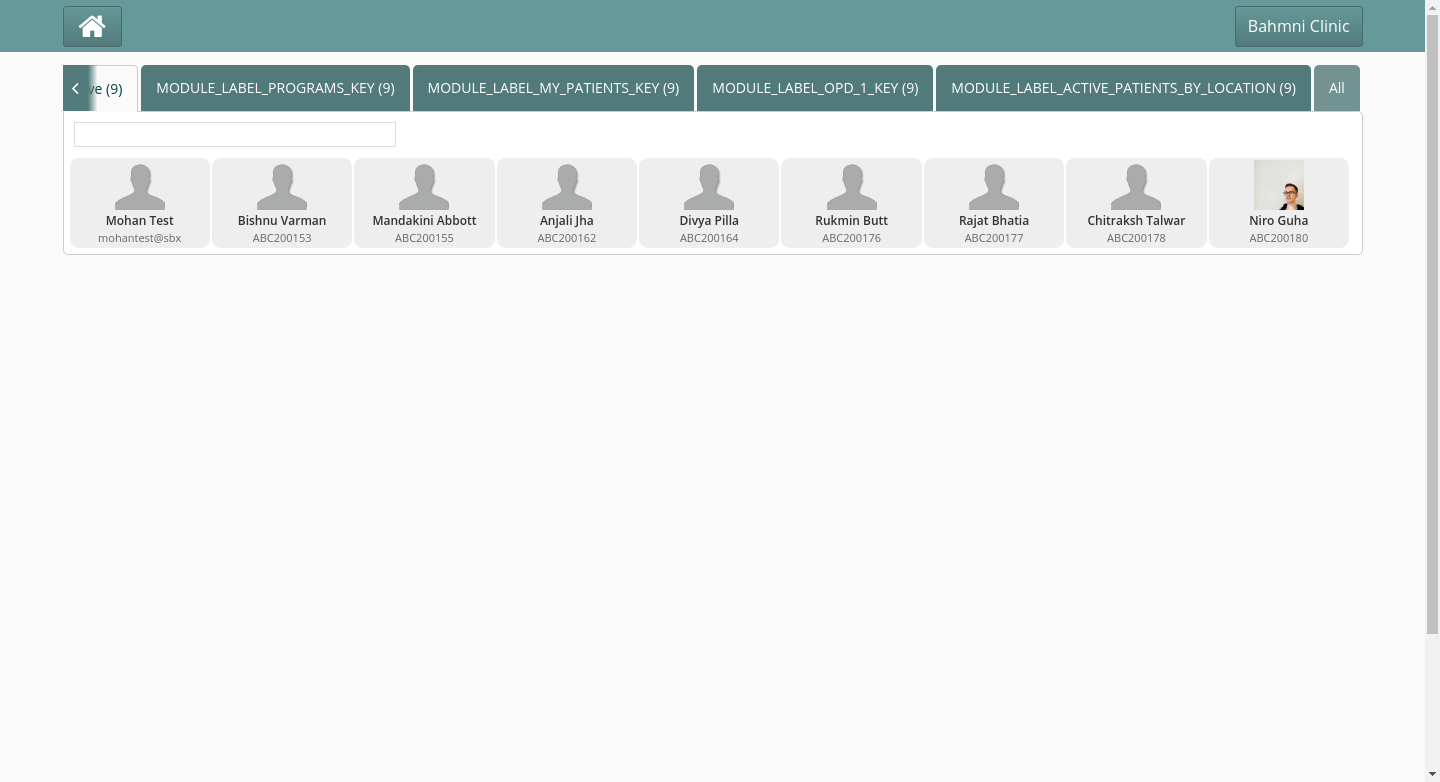 Bahmni Clinic
ve (9)
MODULE_LABEL_PROGRAMS_KEY (9)
MODULE_LABEL_MY_PATIENTS_KEY (9)
MODULE_LABEL_OPD_1_KEY (9)
MODULE_LABEL_ACTIVE_PATIENTS_BY_LOCATION (9)
All
Mohan Test
mohantest@sbx
Bishnu Varman
ABC200153
Mandakini Abbott
ABC200155
Anjali Jha
ABC200162
Divya Pilla
ABC200164
Rukmin Butt
ABC200176
Rajat Bhatia
ABC200177
Chitraksh Talwar
ABC200178
Niro Guha
ABC200180